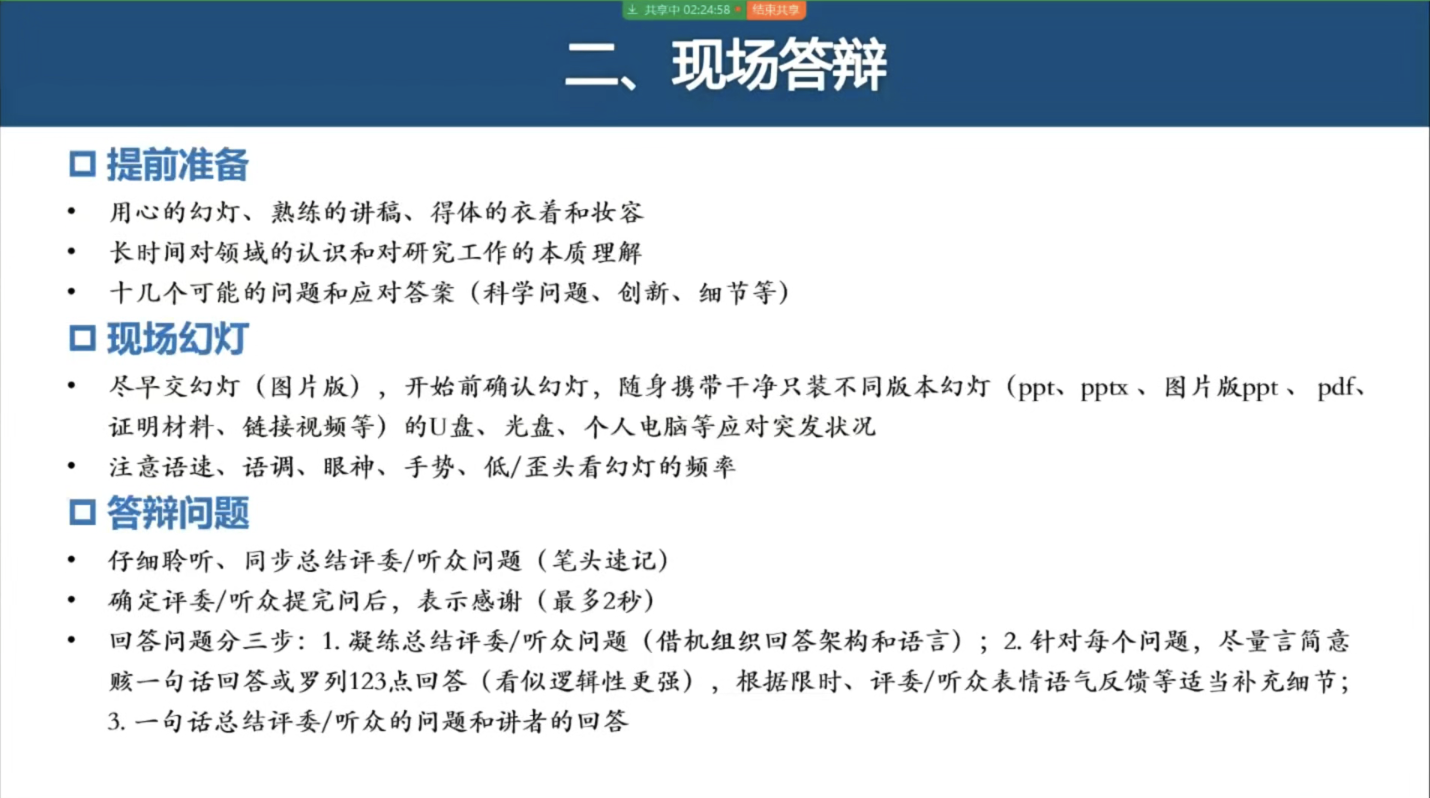 共享中 02:24:58 结束共享
二、现场答辩
提前准备
• 用心的幻灯、熟练的讲稿、得体的衣着和妆容
• 长时间对领域的认识和对研究工作的本质理解
• 十几个可能的问题和应对答案（科学问题、创新、细节等）
现场幻灯
• 尽早交幻灯（图片版），开始前确认幻灯，随身携带干净只装不同版本幻灯（ppt、pptx 、图片版ppt 、 pdf、
证明材料、链接视频等）的U盘、光盘、个人电脑等应对突发状况
• 注意语速、语调、眼神、手势、低/歪头看幻灯的频率
答辩问题
• 仔细聆听、同步总结评委/听众问题（笔头速记）
• 确定评委/听众提完问后，表示感谢（最多2秒）
• 回答问题分三步：1. 凝练总结评委/听众问题（借机组织回答架构和语言）；2. 针对每个问题，尽量言简意
赅一句话回答或罗列123点回答（看似逻辑性更强），根据限时、评委/听众表情语气反馈等适当补充细节；
3. 一句话总结评委/听众的问题和讲者的回答